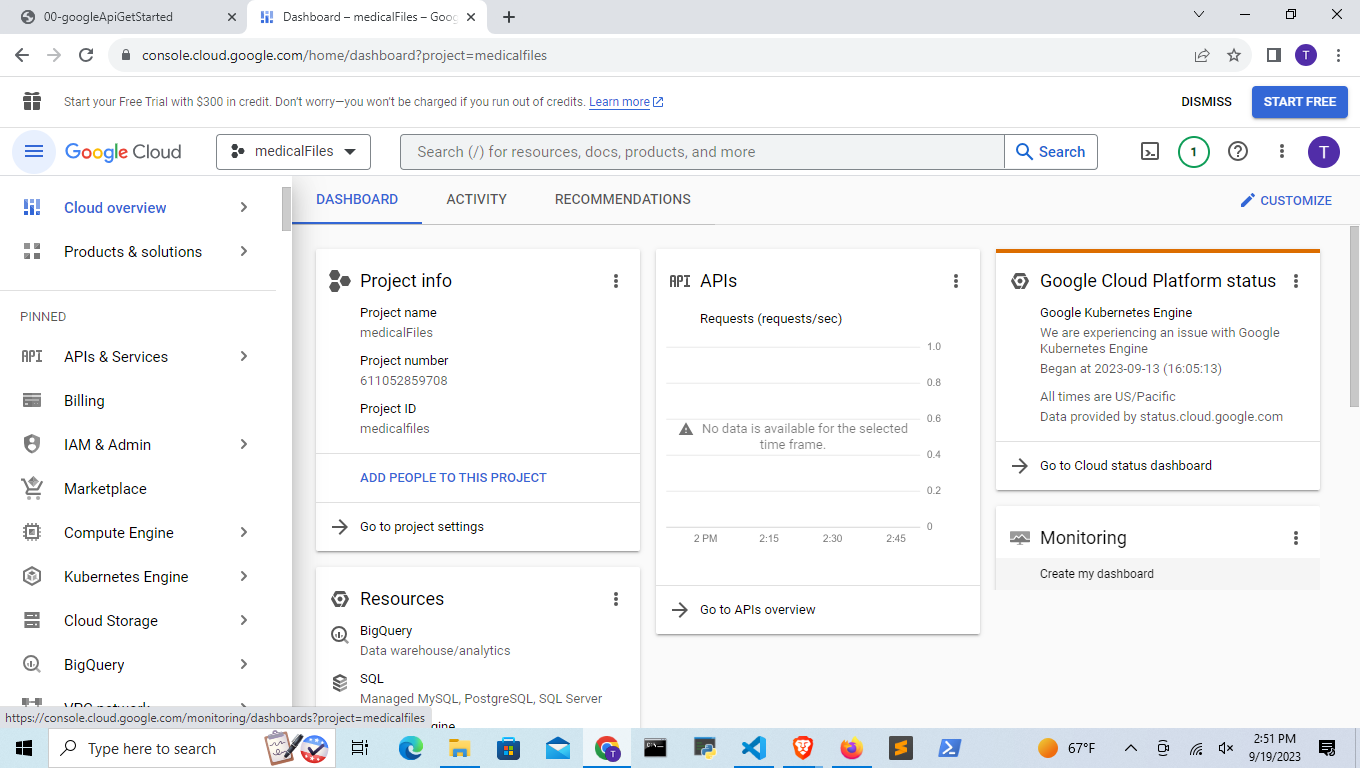 00-googleApiGetStarted
Dashboard – medicalFiles – Goog
console.cloud.google.com/home/dashboard?project=medicalfiles
T
Start your Free Trial with $300 in credit. Don't worry—you won't be charged if you run out of credits. Learn more
DISMISS
START FREE
Google Cloud
medicalFiles
Search (/) for resources, docs, products, and more
Search
1
T
Cloud overview
Products & solutions
PINNED
API APIs & Services
Billing
IAM & Admin
Marketplace
Compute Engine
Kubernetes Engine
Cloud Storage
BigQuery
VPC network
https://console.cloud.google.com/monitoring/dashboards?project=medicalfiles
DASHBOARD
ACTIVITY
RECOMMENDATIONS
CUSTOMIZE
Project info
Project name
medicalFiles
Project number
611052859708
Project ID
medicalfiles
ADD PEOPLE TO THIS PROJECT
Go to project settings
Resources
BigQuery
Data warehouse/analytics
SQL
Managed MySQL, PostgreSQL, SQL Server
API APIs
Requests (requests/sec)
1.0
0.8
0.6
No data is available for the selected
time frame.
0.4
0.2
0
2 PM 2:15 2:30 2:45
Go to APIs overview
Google Cloud Platform status
Google Kubernetes Engine
We are experiencing an issue with Google
Kubernetes Engine
Began at 2023-09-13 (16:05:13)
All times are US/Pacific
Data provided by status.cloud.google.com
Go to Cloud status dashboard
Monitoring
Create my dashboard
Type here to search
T
67°F
2:51 PM
9/19/2023